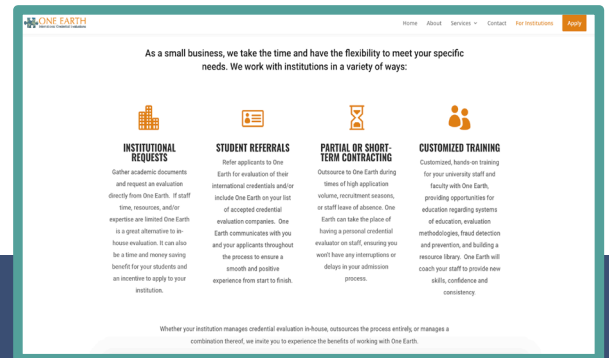 ONE EARTH
International Credential Evaluators
Home About Services Contact For Institutions Apply
As a small business, we take the time and have the flexibility to meet your specific
needs. We work with institutions in a variety of ways:
INSTITUTIONAL
REQUESTS
Gather academic documents
and request an evaluation
directly from One Earth. If staff
time, resources, and/or
expertise are limited One Earth
is a great alternative to in-
house evaluation. It can also
be a time and money saving
benefit for your students and
an incentive to apply to your
institution.
STUDENT REFERRALS
Refer applicants to One
Earth for evaluation of their
international credentials and/or
include One Earth on your list
of accepted credential
evaluation companies. One
Earth communicates with you
and your applicants throughout
the process to ensure a
smooth and positive
experience from start to finish.
PARTIAL OR SHORT-
TERM CONTRACTING
Outsource to One Earth during
times of high application
volume, recruitment seasons,
or staff leave of absence. One
Earth can take the place of
having a personal credential
evaluator on staff, ensuring you
won't have any interruptions or
delays in your admission
process.
CUSTOMIZED TRAINING
Customized, hands-on training
for your university staff and
faculty with One Earth,
providing opportunities for
education regarding systems
of education, evaluation
methodologies, fraud detection
and prevention, and building a
resource library. One Earth will
coach your staff to provide new
skills, confidence and
consistency.
Whether your institution manages credential evaluation in-house, outsources the process entirely, or manages a
combination thereof, we invite you to experience the benefits of working with One Earth.